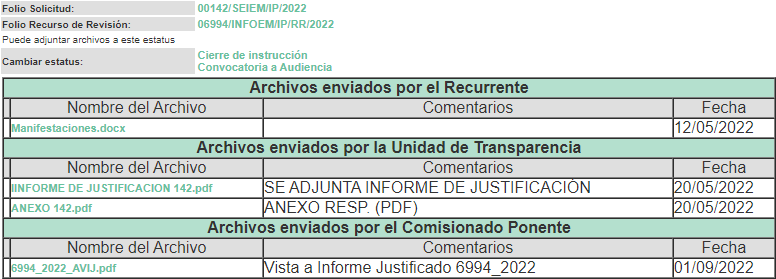 Folio Solicitud: 00142/SEIEM/IP/2022
Folio Recurso de Revisión: 06994/INFOEM/IP/RR/2022
Puede adjuntar archivos a este estatus
Cambiar estatus: Cierre de instrucción
Convocatoria a Audiencia
Archivos enviados por el Recurrente
Nombre del Archivo Comentarios Fecha
Manifestaciones.docx 12/05/2022
Archivos enviados por la Unidad de Transparencia
Nombre del Archivo Comentarios Fecha
IINFORME DE JUSTIFICACION 142.pdf SE ADJUNTA INFORME DE JUSTIFICACIÓN 20/05/2022
ANEXO 142.pdf ANEXO RESP. (PDF) 20/05/2022
Archivos enviados por el Comisionado Ponente
Nombre del Archivo Comentarios Fecha
6994_2022_AVIJ.pdf Vista a Informe Justificado 6994_2022 01/09/2022